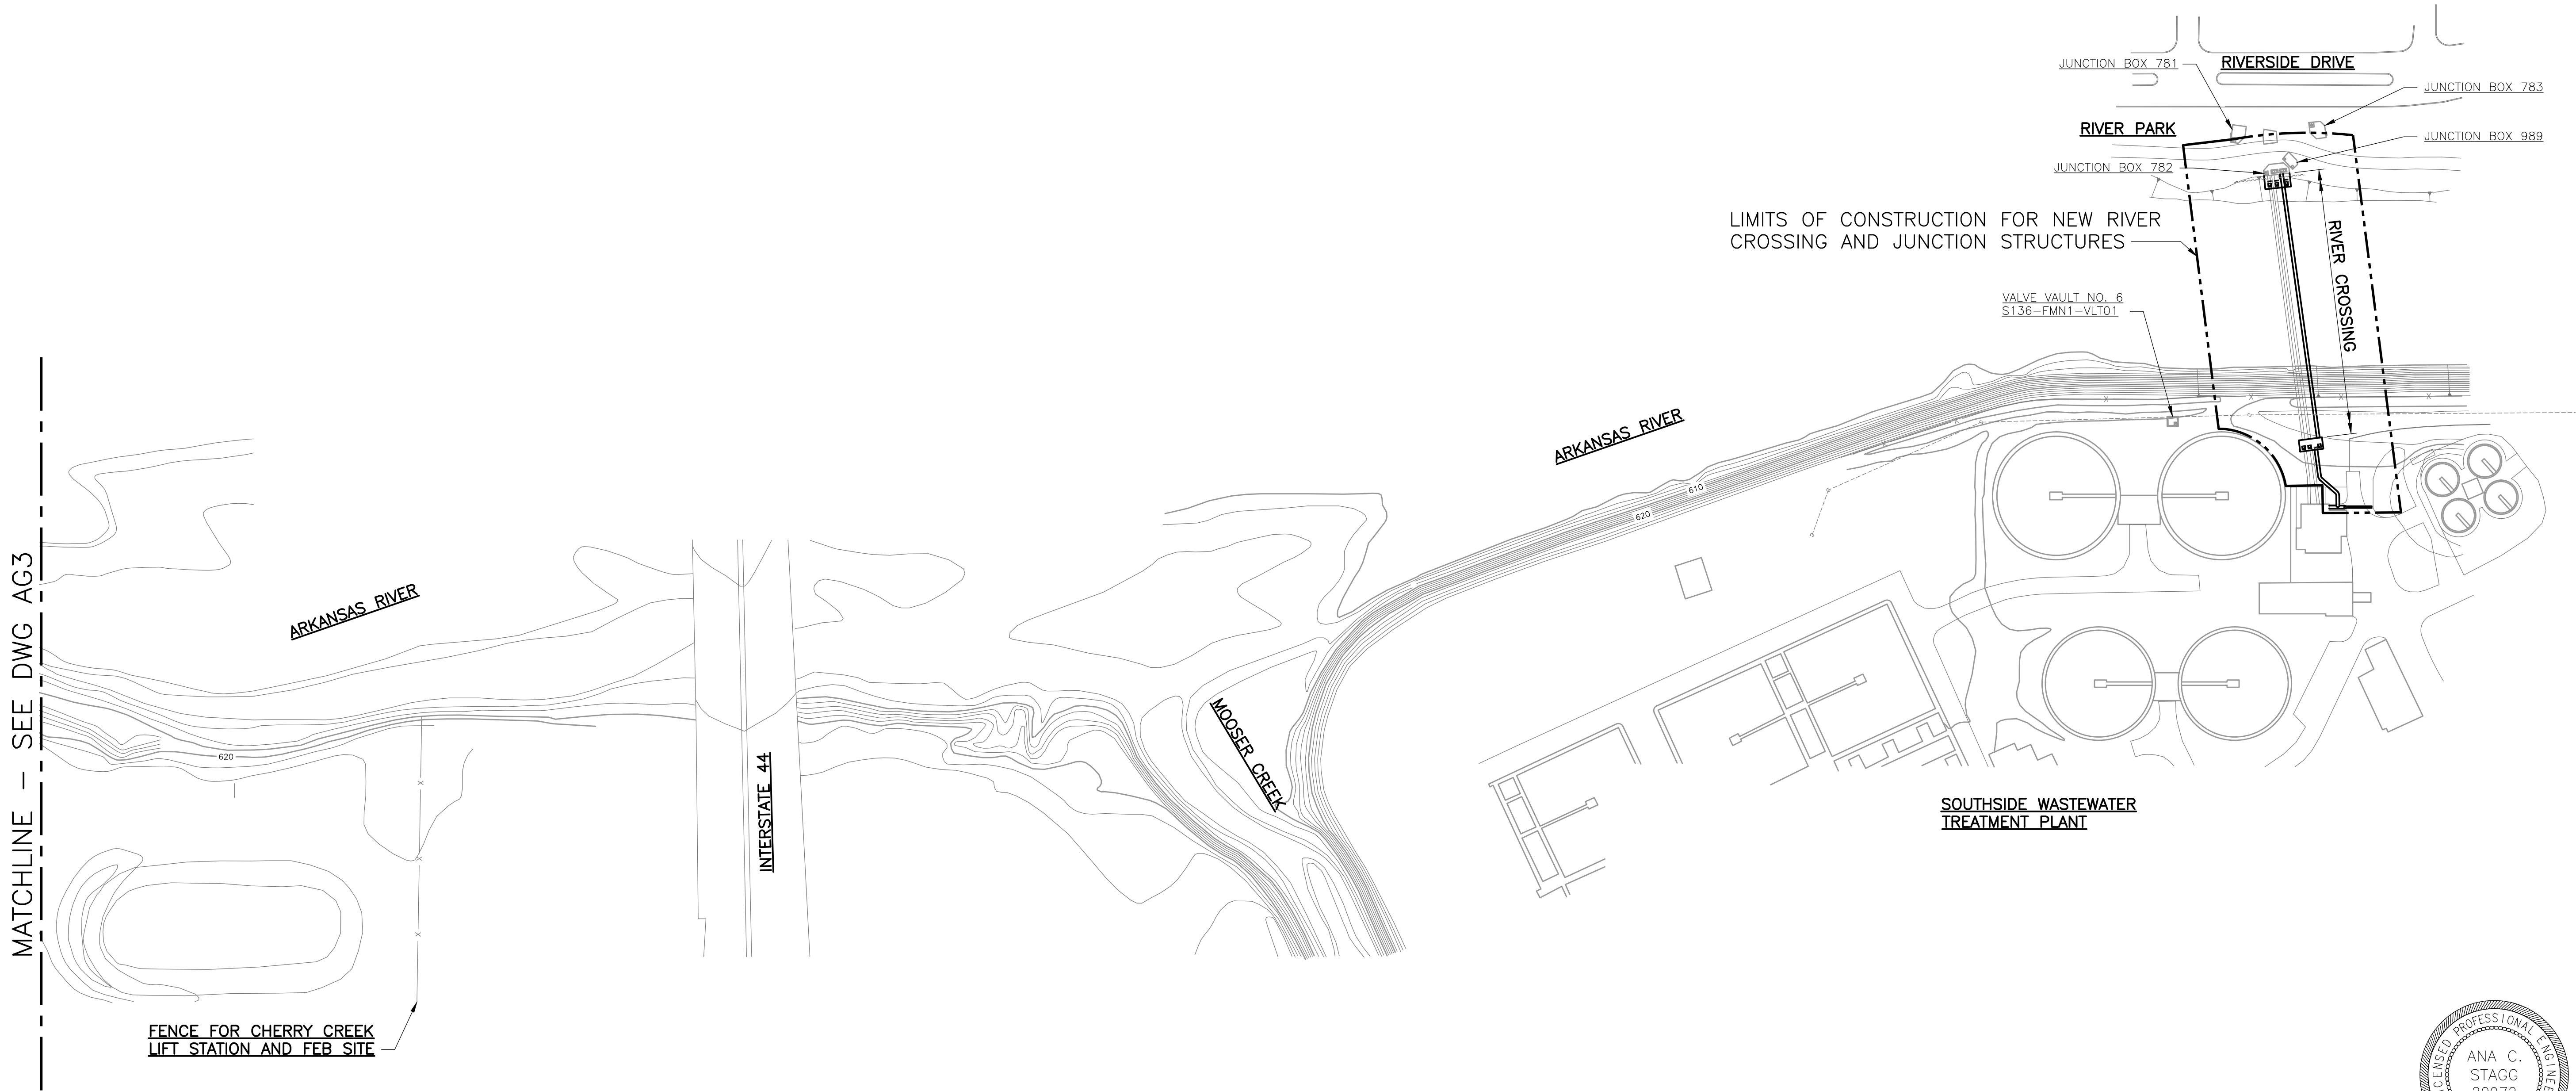 JUNCTION BOX 781
RIVERSIDE DRIVE
JUNCTION BOX 783
RIVER PARK
JUNCTION BOX 989
JUNCTION BOX 782
LIMITS OF CONSTRUCTION FOR NEW RIVER
CROSSING AND JUNCTION STRUCTURES
RIVER CROSSING
VALVE VAULT NO. 6
S136-FMN1-VLT01
ARKANSAS RIVER
610
620
MATCHLINE - SEE DWG AG3
ARKANSAS RIVER
620
INTERSTATE 44
MOOSER CREEK
SOUTHSIDE WASTEWATER
TREATMENT PLANT
FENCE FOR CHERRY CREEK
LIFT STATION AND FEB SITE
PROFESSIONAL
ANA C.
STAGG